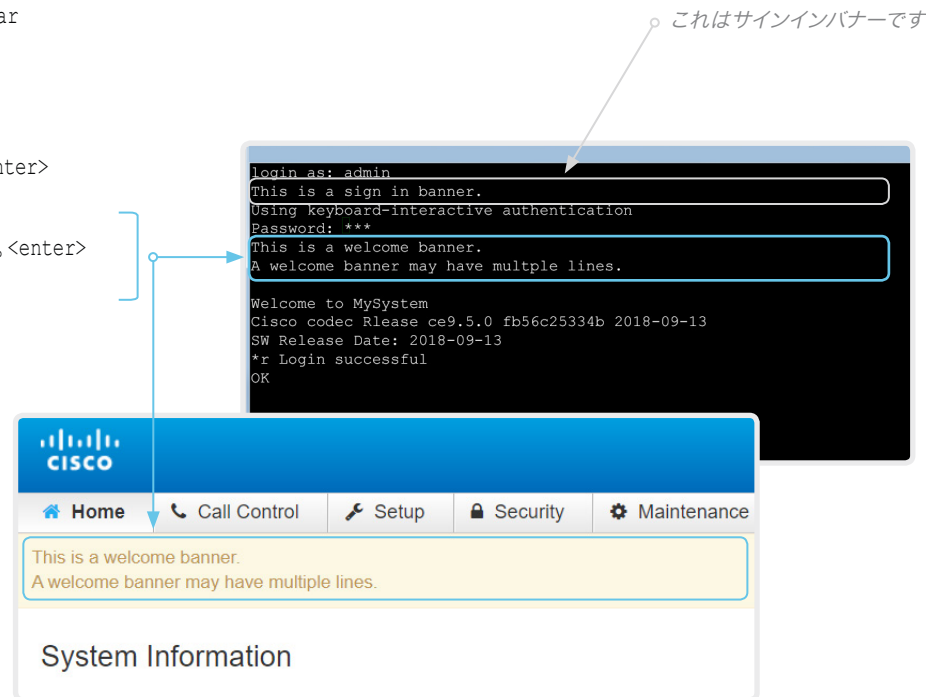 ar
これはサインインバナーです
nter>
<enter>
login as: admin
This is a sign in banner.
Using keyboard-interactive authentication
Password: ***
This is a welcome banner.
A welcome banner may have multple lines.
Welcome to MySystem
Cisco codec Rlease ce9.5.0 fb56c25334b 2018-09-13
SW Release Date: 2018-09-13
*r Login successful
OK
CISCO
Home Call Control Setup Security Maintenance
This is a welcome banner.
A welcome banner may have multiple lines.
System Information